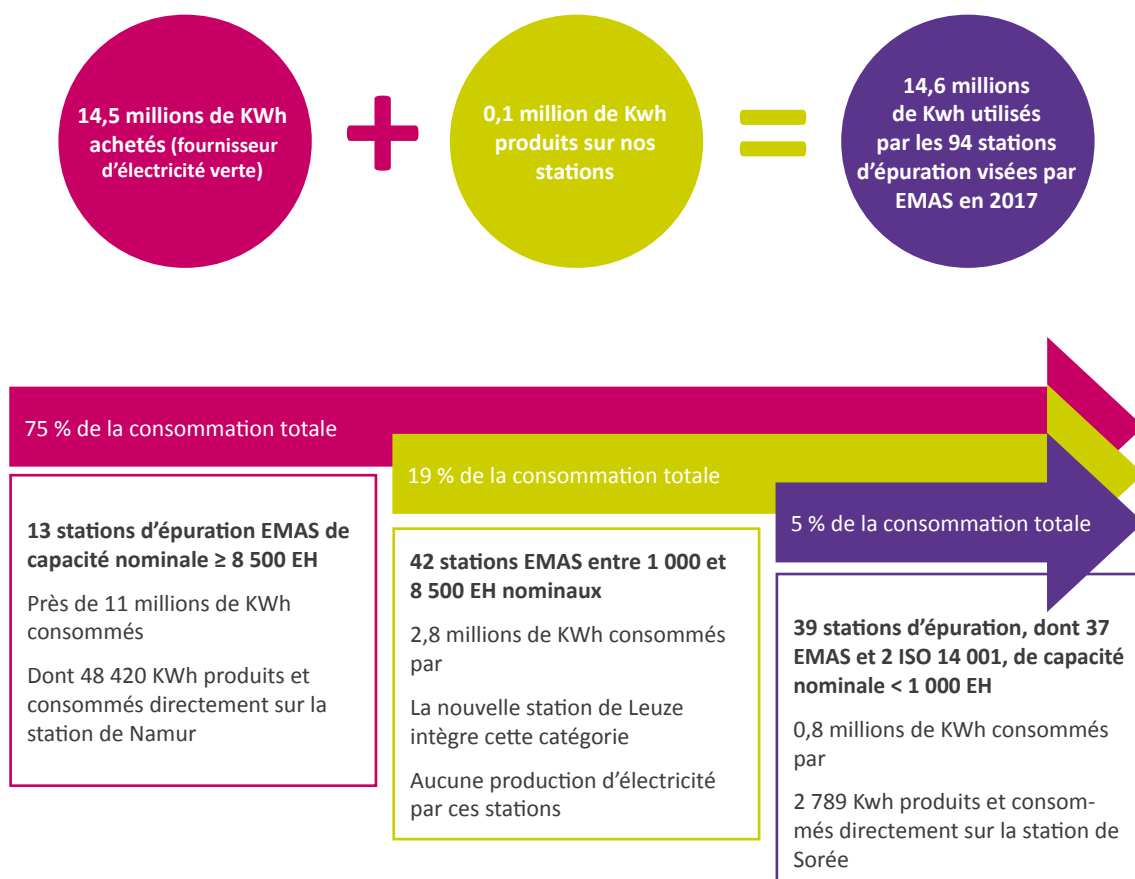 14,5 millions de KWh
achetés (fournisseur
d’électricité verte)
+
0,1 million de Kwh
produits sur nos
stations
=
14,6 millions
de Kwh utilisés
par les 94 stations
d’épuration visées par
EMAS en 2017
75 % de la consommation totale
13 stations d’épuration EMAS de
capacité nominale ≥ 8 500 EH
Près de 11 millions de KWh
consommés
Dont 48 420 KWh produits et
consommés directement sur la
station de Namur
19 % de la consommation totale
42 stations EMAS entre 1 000 et
8 500 EH nominaux
2,8 millions de KWh consommés
par
La nouvelle station de Leuze
intègre cette catégorie
Aucune production d’électricité
par ces stations
5 % de la consommation totale
39 stations d’épuration, dont 37
EMAS et 2 ISO 14 001, de capacité
nominale < 1 000 EH
0,8 millions de KWh consommés
par
2 789 Kwh produits et consom-
més directement sur la station de
Sorée